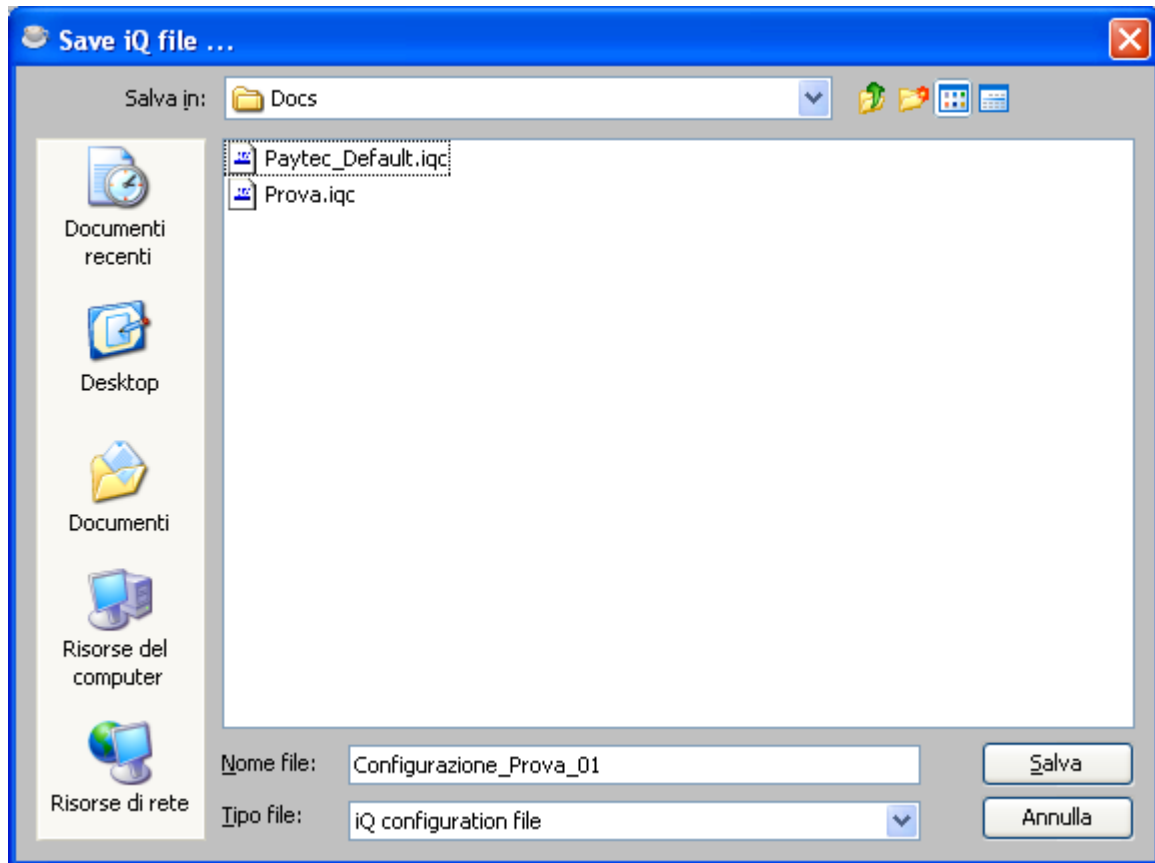 Save iQ file ...
Salva in:
Docs
Paytec_Default.iqc
Prova.iqc
Documenti
recenti
Desktop
Documenti
Risorse del
computer
Risorse di rete
Nome file:
Configurazione_Prova_01
Salva
Tipo file:
iQ configuration file
Annulla